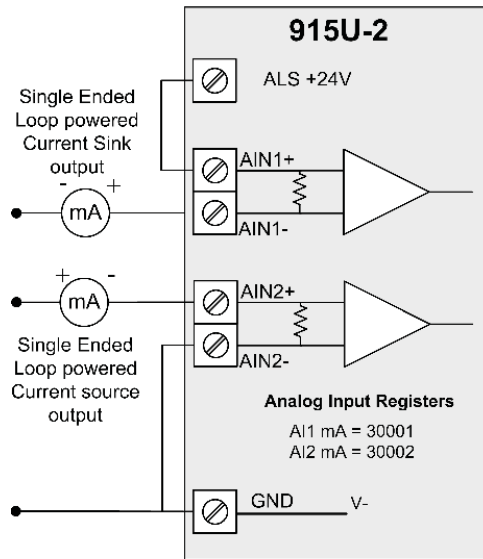 915U-2
ALS +24V
Single Ended
Loop powered
Current Sink
output
- +
mA
AIN1+
AIN1-
+ -
mA
AIN2+
AIN2-
Single Ended
Loop powered
Current source
output
Analog Input Registers
AI1 mA = 30001
AI2 mA = 30002
GND
V-